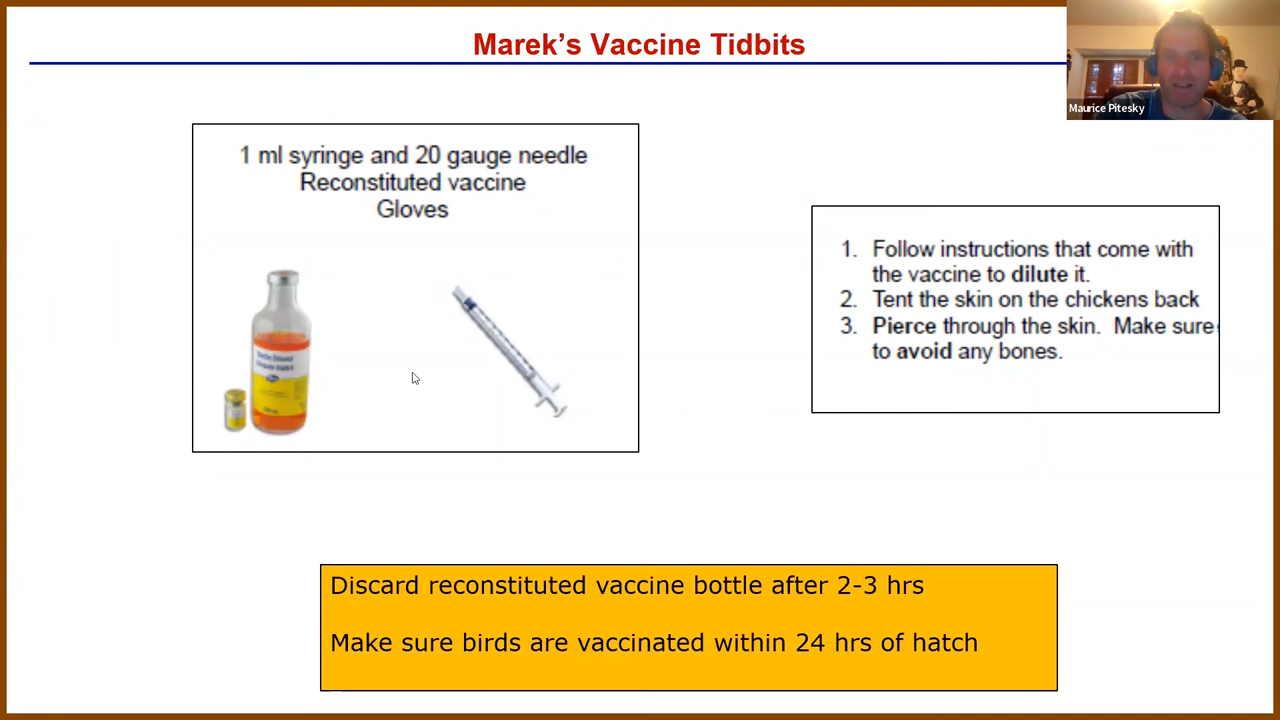 Marek's Vaccine Tidbits
Maurice Pitesky
1 ml syringe and 20 gauge needle
Reconstituted vaccine
Gloves
1. Follow instructions that come with
the vaccine to dilute it.
2. Tent the skin on the chickens back
3. Pierce through the skin. Make sure
to avoid any bones.
Discard reconstituted vaccine bottle after 2-3 hrs
Make sure birds are vaccinated within 24 hrs of hatch